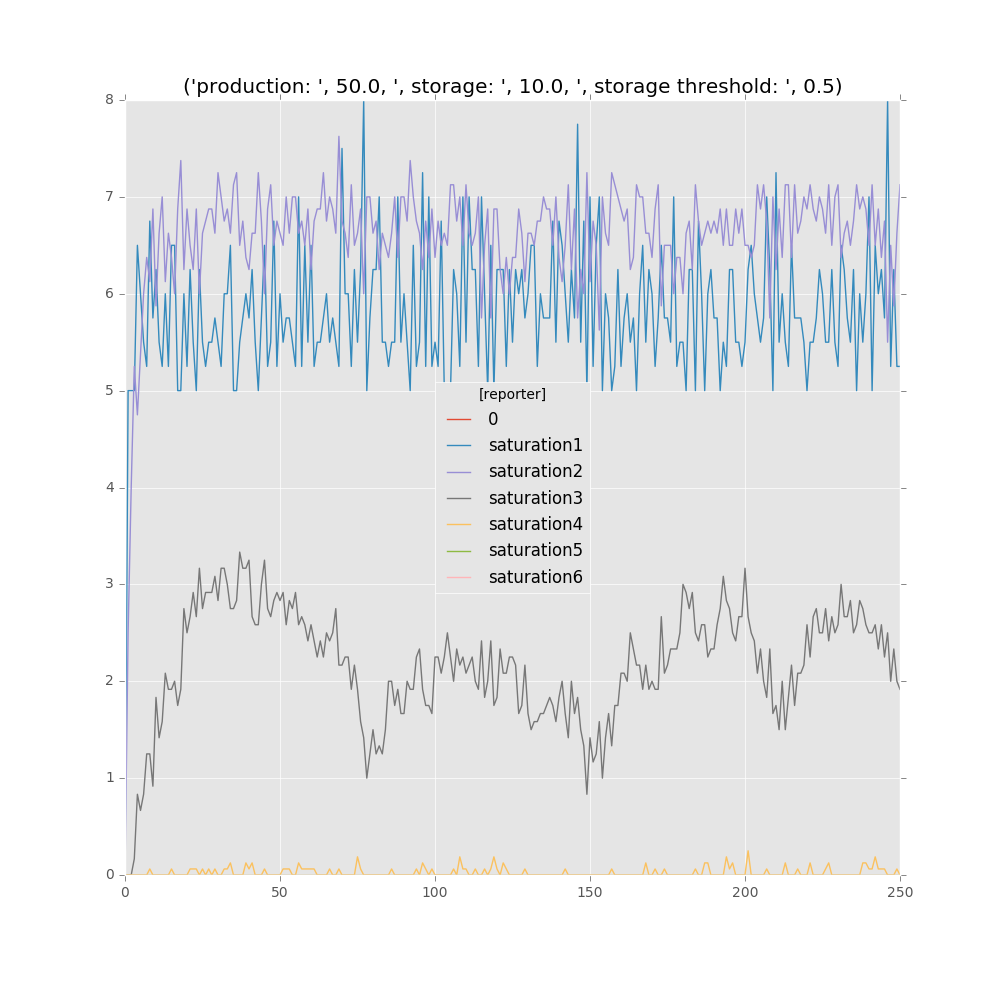 ('production: ', 50.0, ', storage: ', 10.0, ', storage threshold: ', 0.5)
8
7
6
5
4
3
2
1
0
[reporter]
0
saturation1
saturation2
saturation3
saturation4
saturation5
saturation6
0 50 100 150 200 250